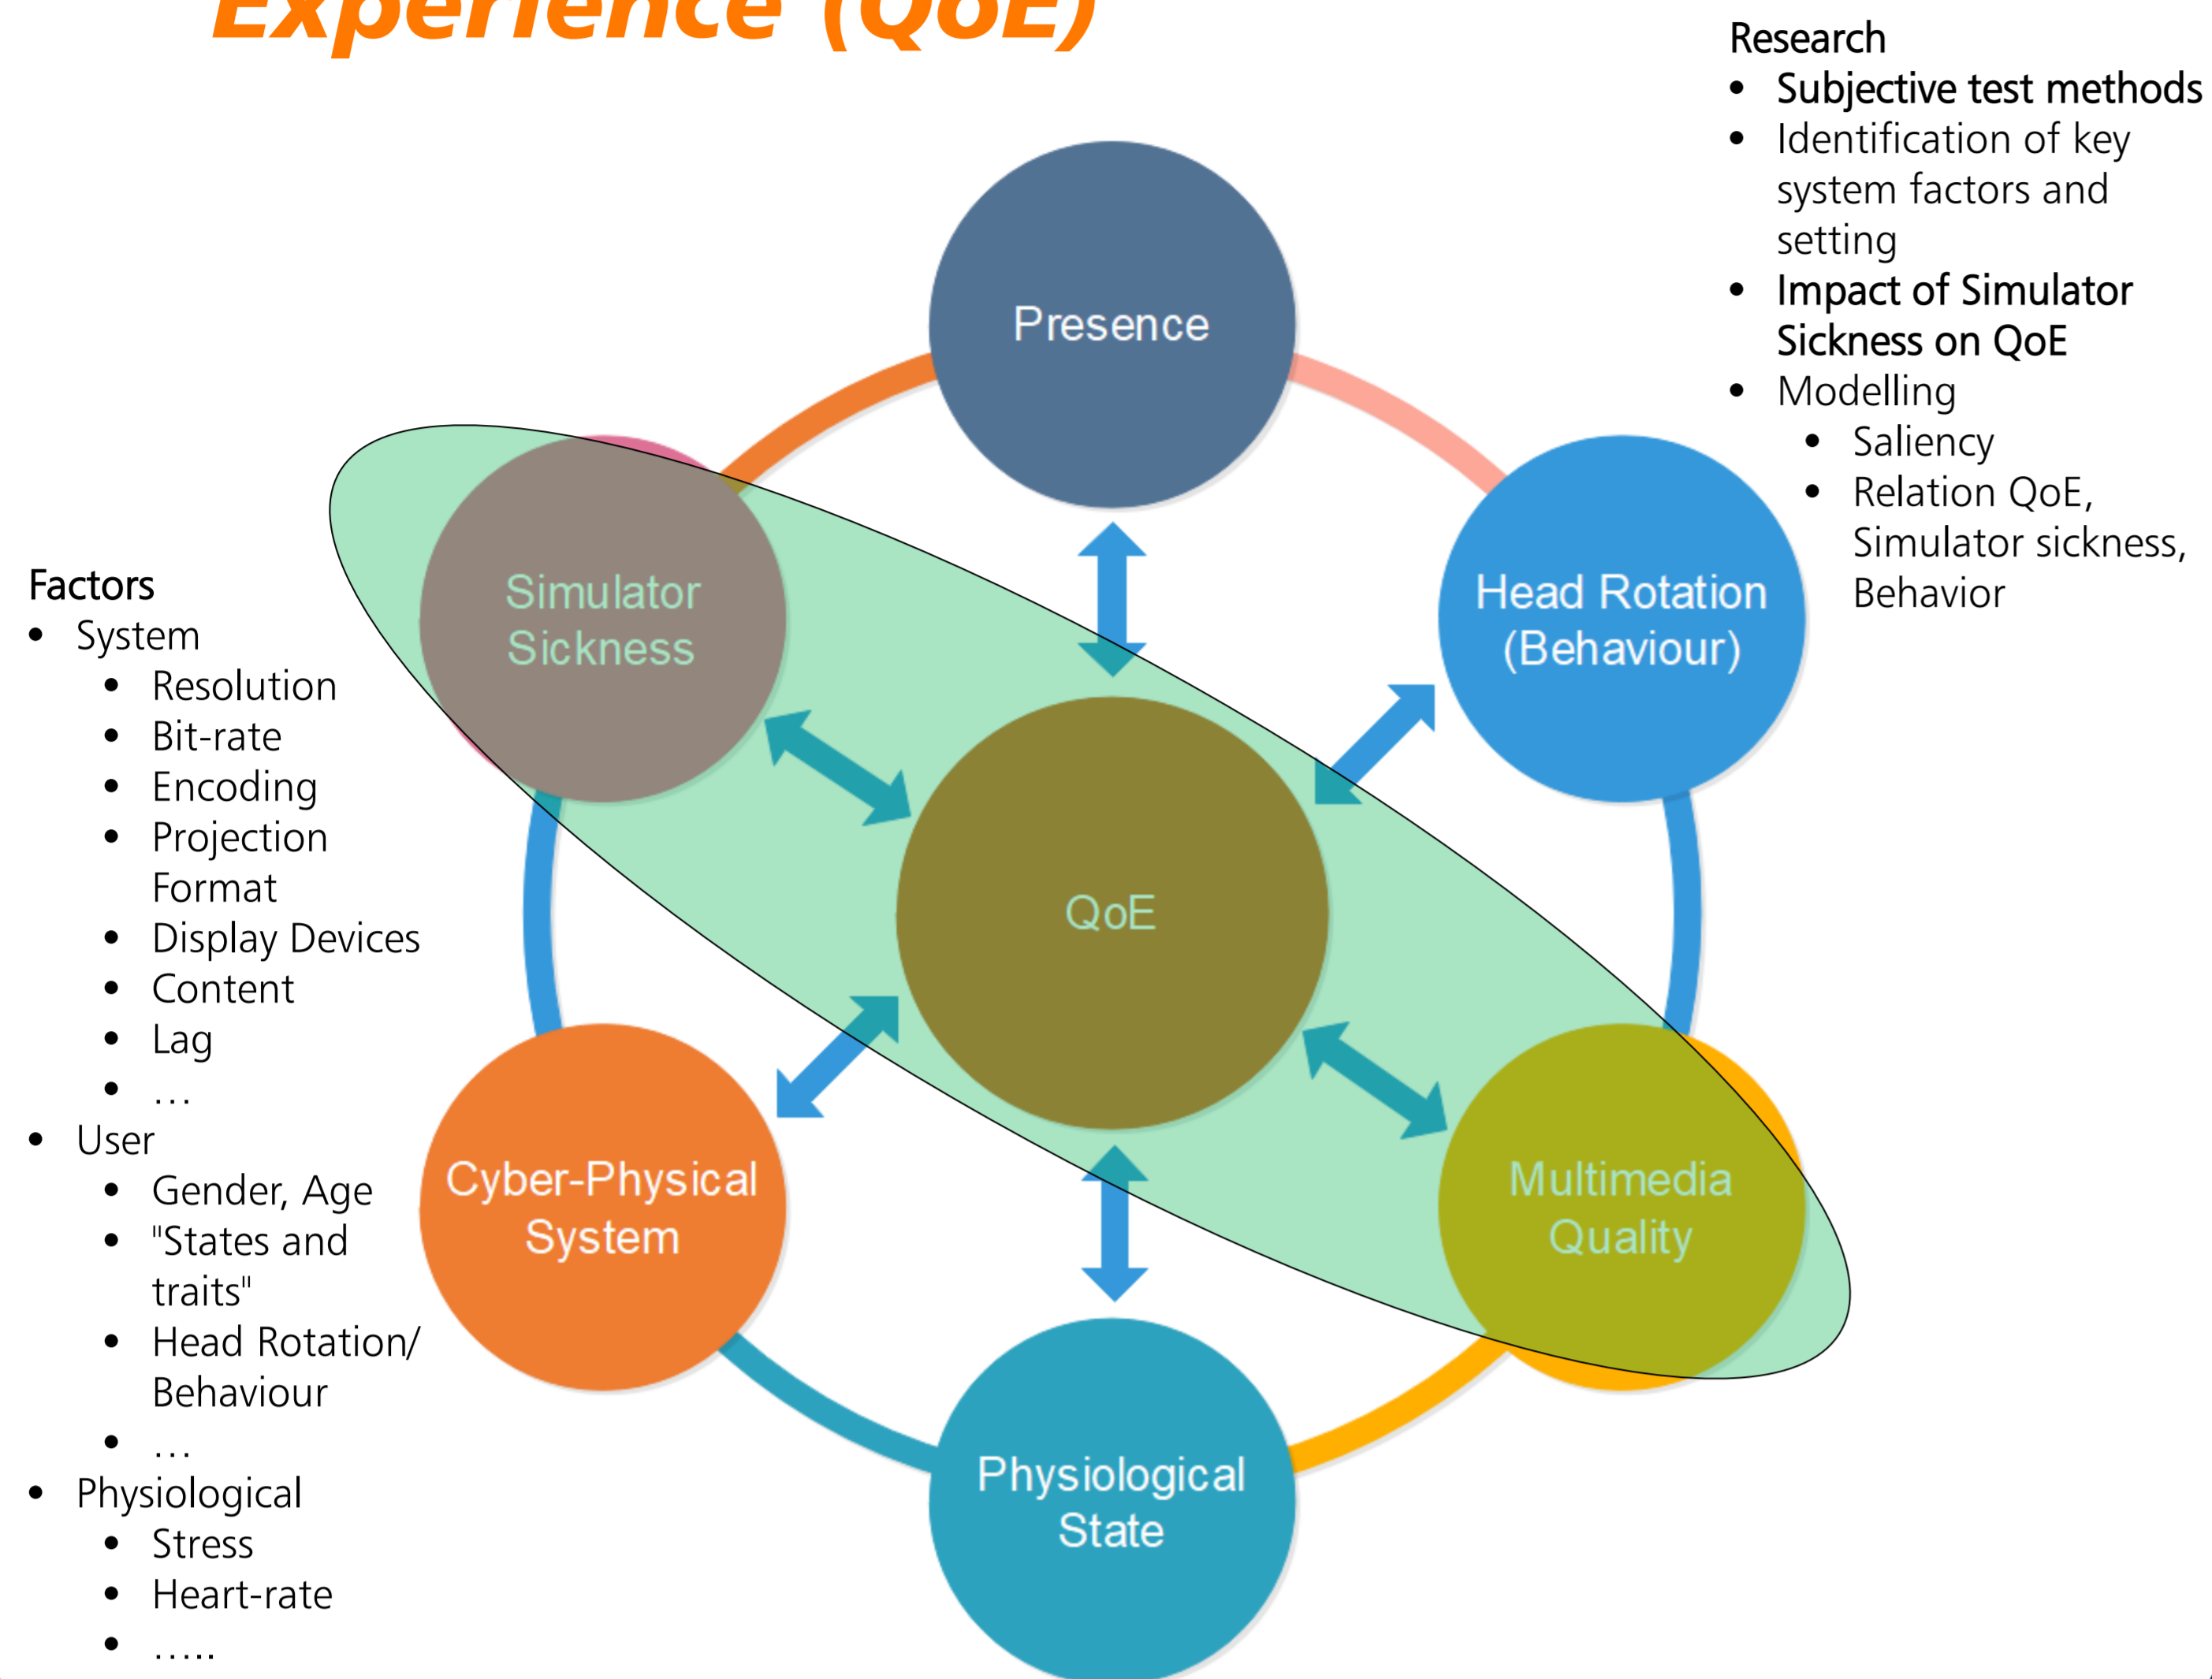 Experience (QoE)
Research
• Subjective test methods
• Identification of key
system factors and
setting
• Impact of Simulator
Sickness on QoE
• Modelling
• Saliency
• Relation QoE,
Simulator sickness,
Behavior
Presence
Simulator
Sickness
Head Rotation
(Behaviour)
QoE
Cyber-Physical
System
Multimedia
Quality
Physiological
State
Factors
• System
• Resolution
• Bit-rate
• Encoding
• Projection
Format
• Display Devices
• Content
• Lag
• …
• User
• Gender, Age
• "States and
traits"
• Head Rotation/
Behaviour
• …
• Physiological
• Stress
• Heart-rate
• …..